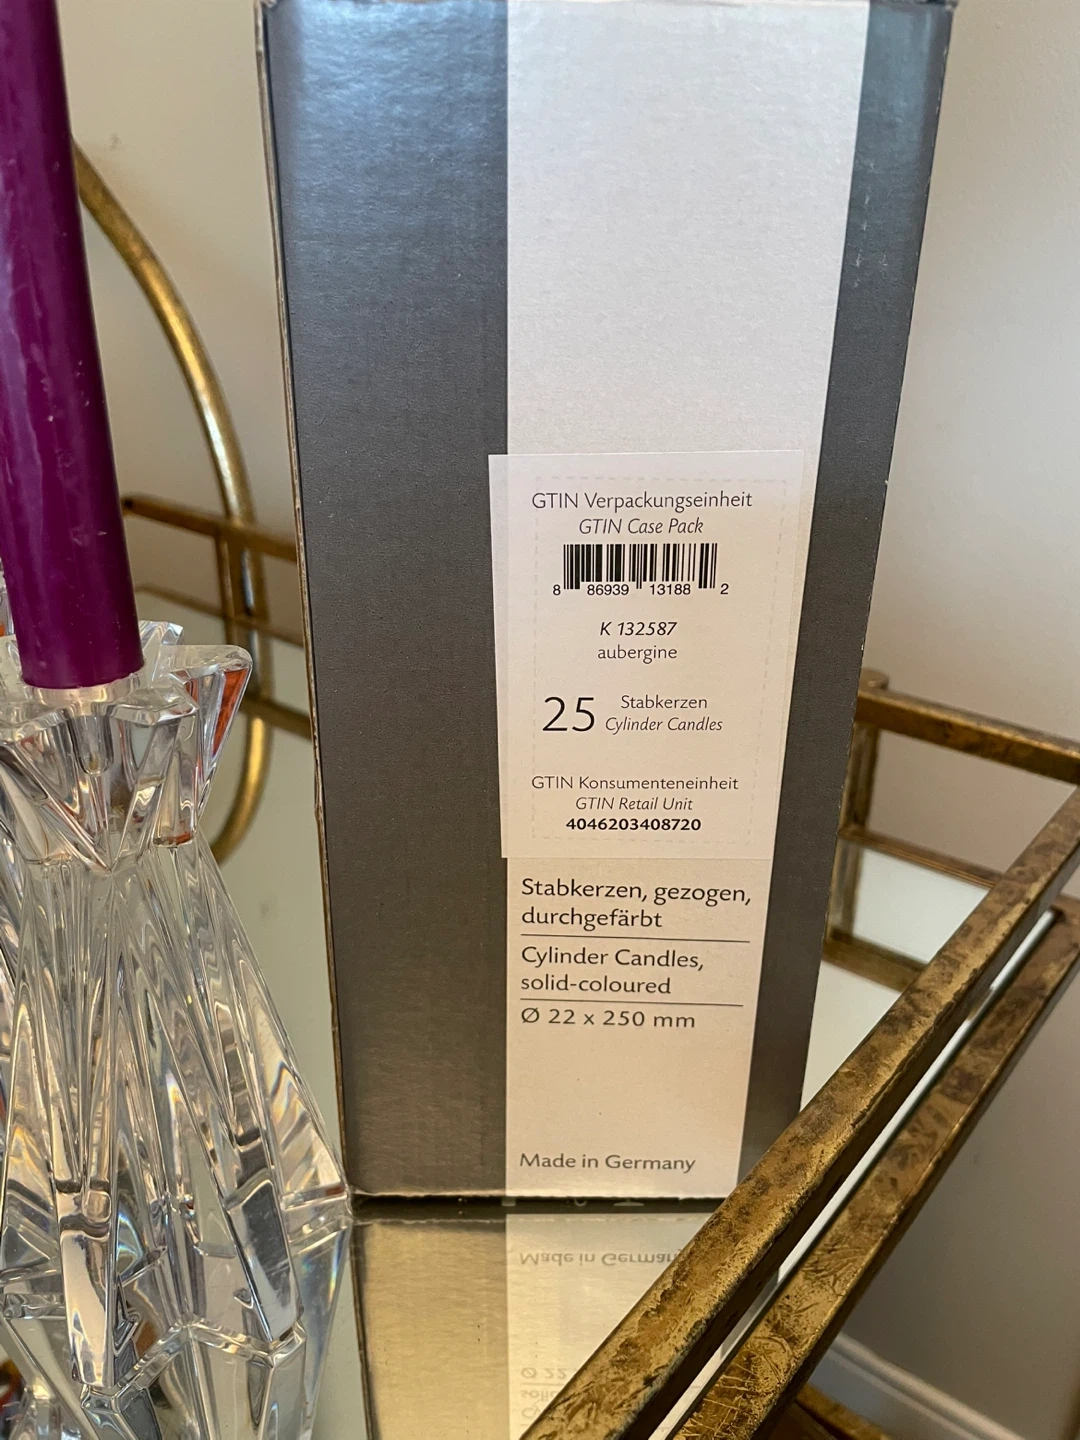 GTIN Verpackungseinheit
GTIN Case Pack
8 86939 13188 2
K 132587
aubergine
25 Stabkerzen
Cylinder Candles
GTIN Konsumenteneinheit
GTIN Retail Unit
4046203408720
Stabkerzen, gezogen,
durchgefärbt
Cylinder Candles,
solid-coloured
Ø 22 x 250 mm
Made in Germany